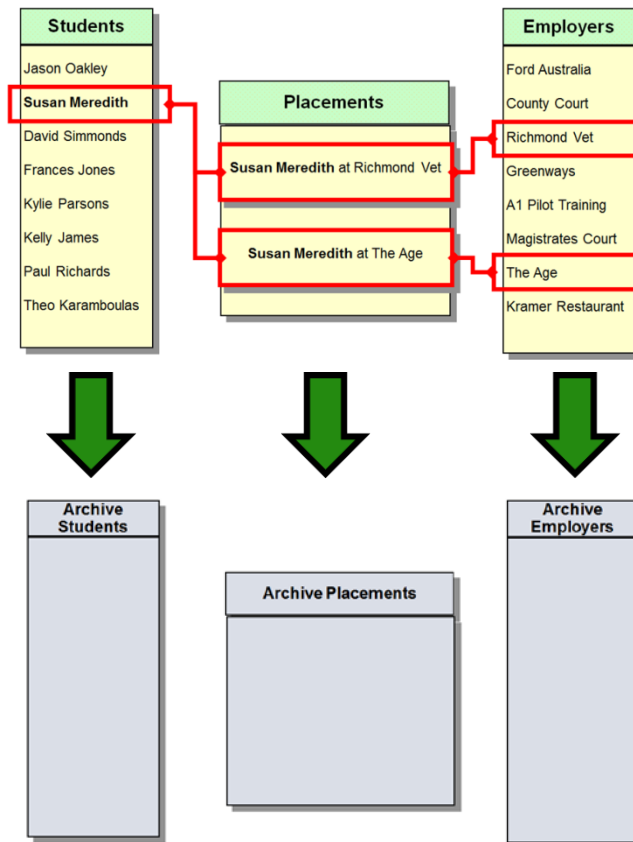 Students
Jason Oakley
Susan Meredith
David Simmonds
Frances Jones
Kylie Parsons
Kelly James
Paul Richards
Theo Karamboulas
Placements
Susan Meredith at Richmond Vet
Susan Meredith at The Age
Employers
Ford Australia
County Court
Richmond Vet
Greenways
A1 Pilot Training
Magistrates Court
The Age
Kramer Restaurant
Archive
Students
Archive Placements
Archive
Employers